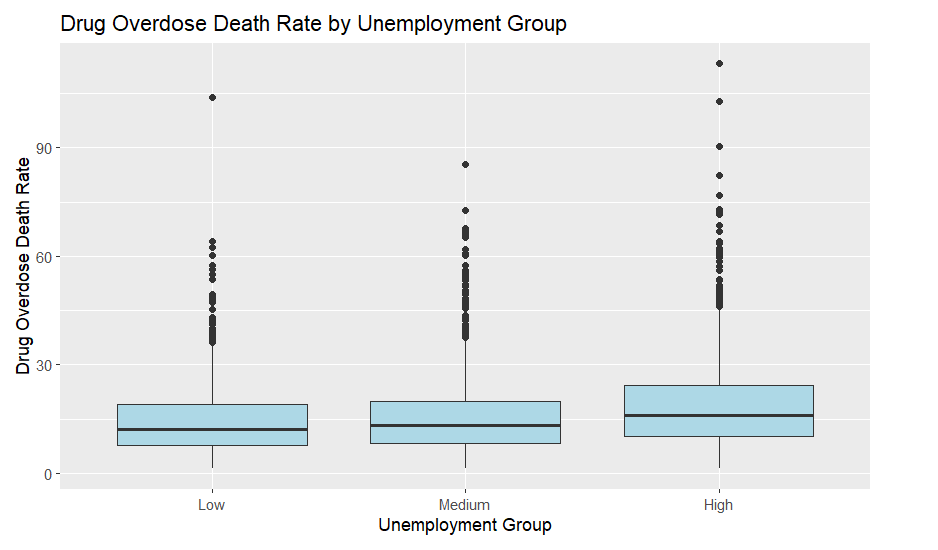 Drug Overdose Death Rate by Unemployment Group
Drug Overdose Death Rate
90
60
30
0
Low Medium High
Unemployment Group